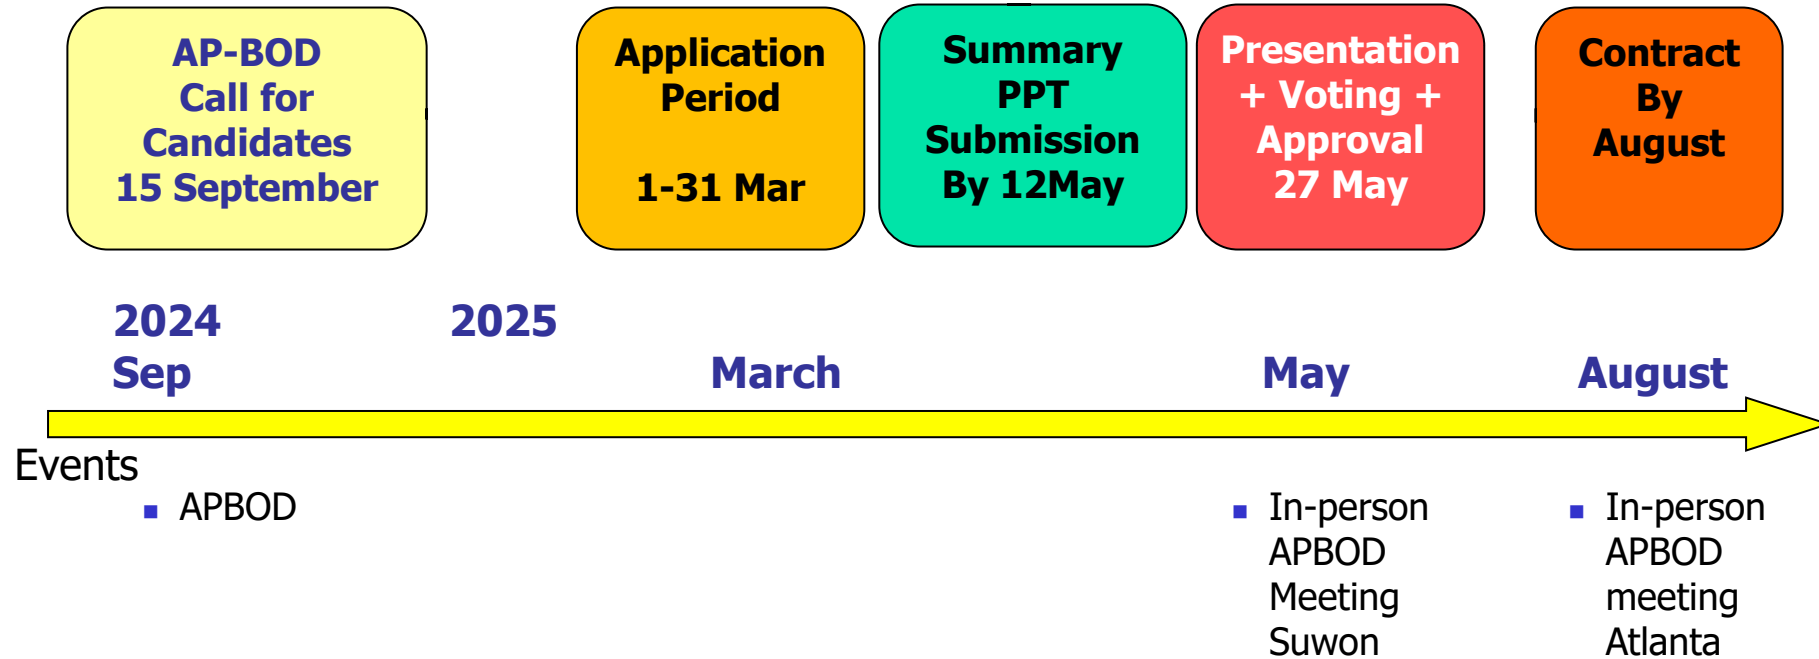 AP-BOD
Call for
Candidates
15 September
Application
Period
1-31 Mar
Summary
PPT
Submission
By 12May
Presentation
+ Voting +
Approval
27 May
Contract
By
August
2024
2025
Sep
March
May
August
Events
APBOD
In-person
APBOD
Meeting
Suwon
In-person
APBOD
meeting
Atlanta